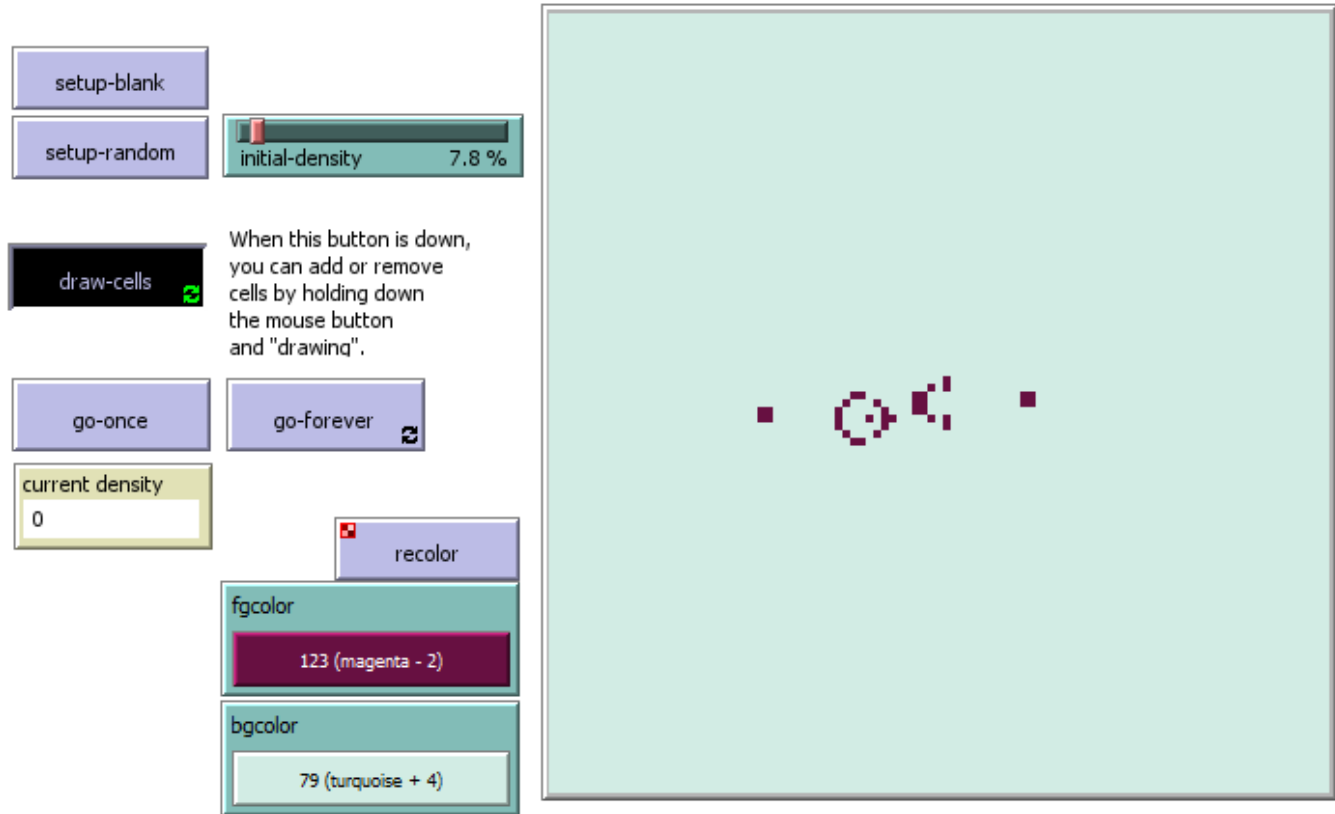 setup-blank
setup-random
initial-density 7.8 %
draw-cells
When this button is down,
you can add or remove
cells by holding down
the mouse button
and "drawing".
go-once
go-forever
current density
0
recolor
fgcolor
123 (magenta - 2)
bgcolor
79 (turquoise + 4)